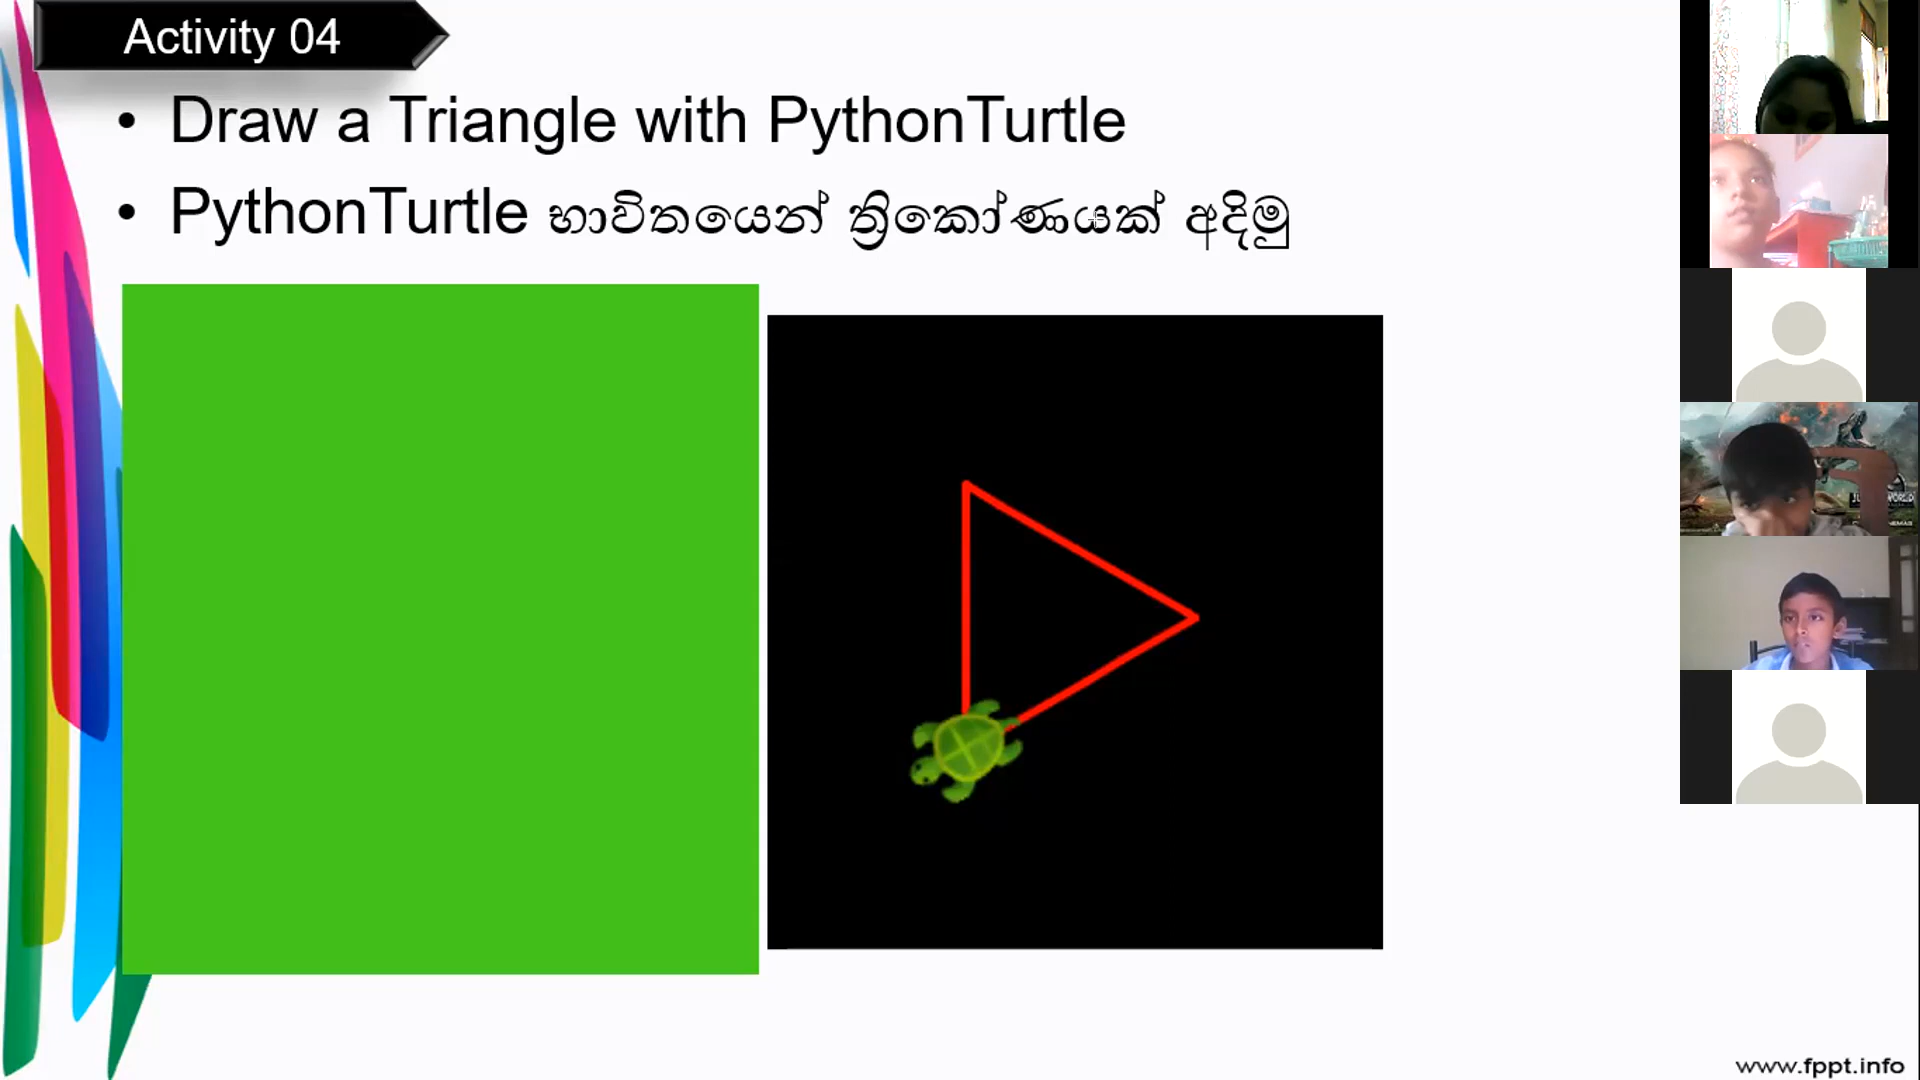 Activity 04
• Draw a Triangle with PythonTurtle
• PythonTurtle භාවිතයෙන් ත්‍රිකෝණයක් අදිමු
www.fppt.info